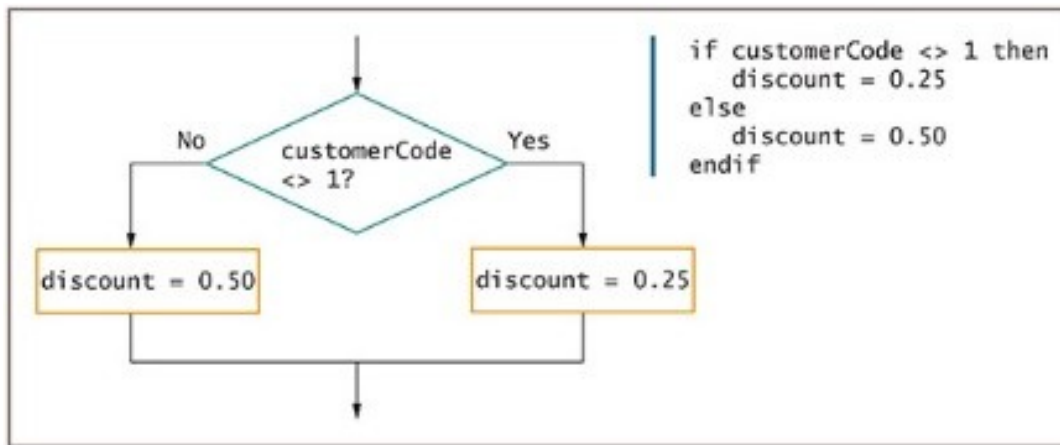 if customerCode <> 1 then
discount = 0.25
else
discount = 0.50
endif
No
Yes
customerCode
<> 1?
discount = 0.50
discount = 0.25